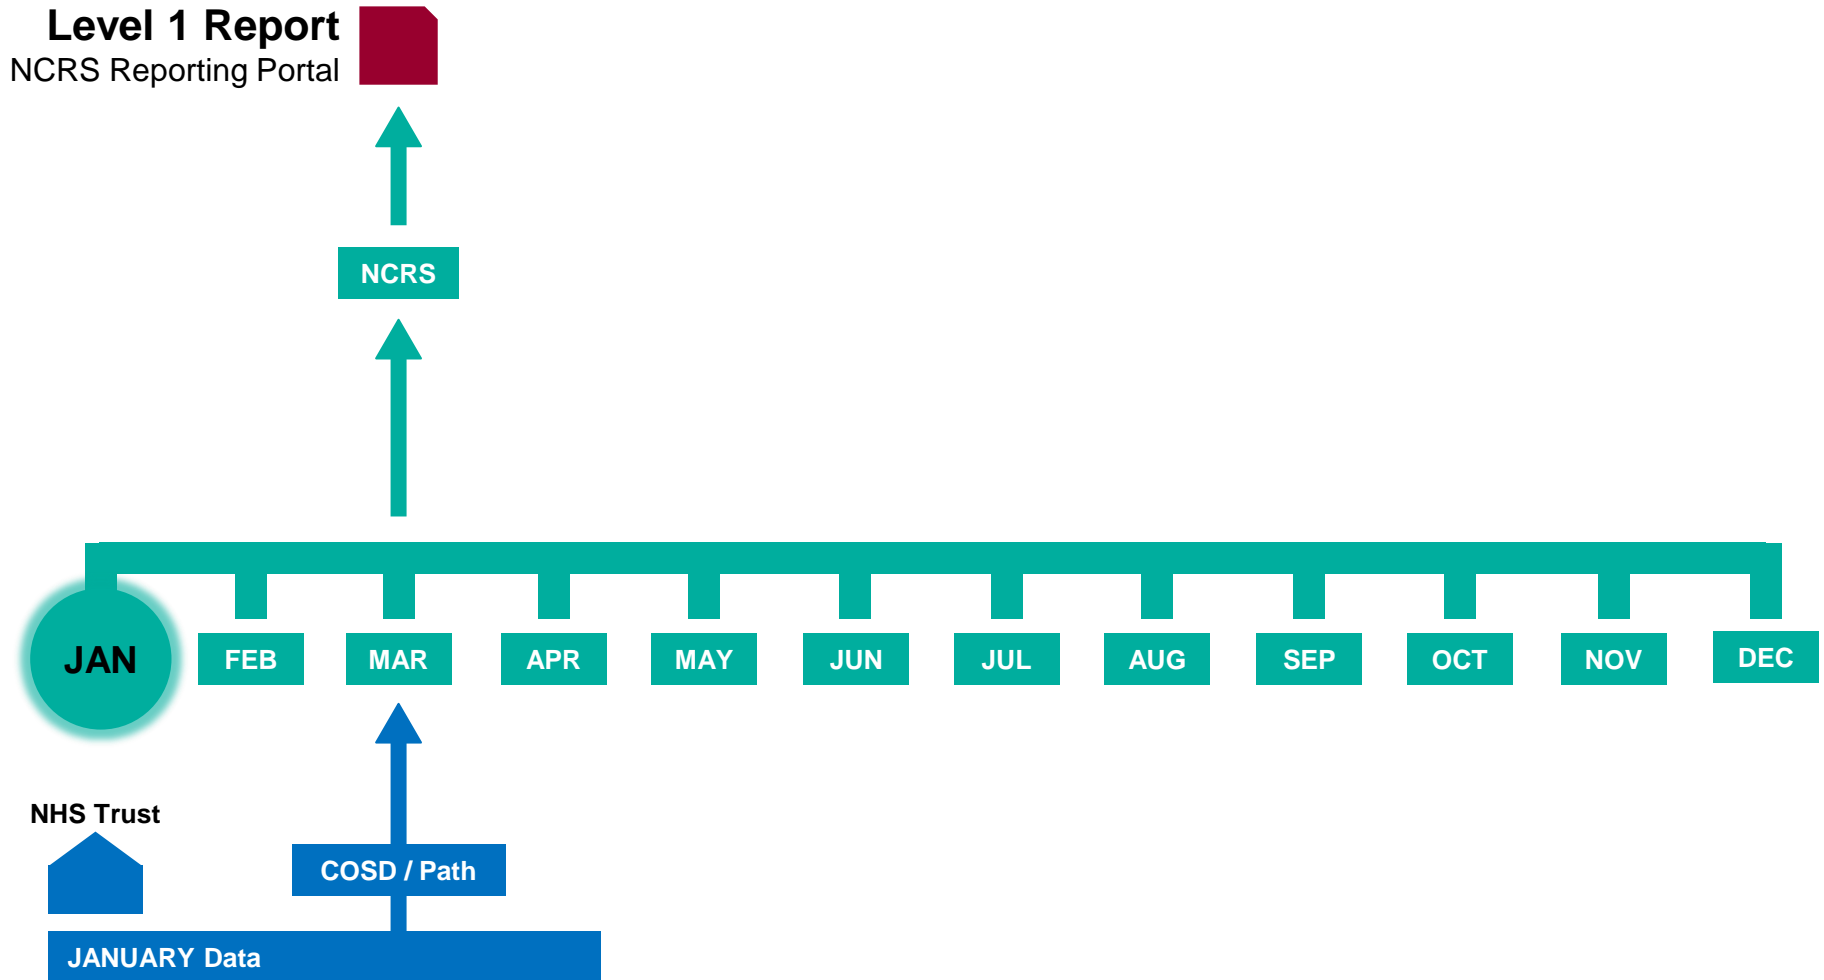 Level 1 Report
NCRS Reporting Portal
NCRS
JAN
FEB
MAR
APR
MAY
JUN
JUL
AUG
SEP
OCT
NOV
DEC
NHS Trust
COSD / Path
JANUARY Data